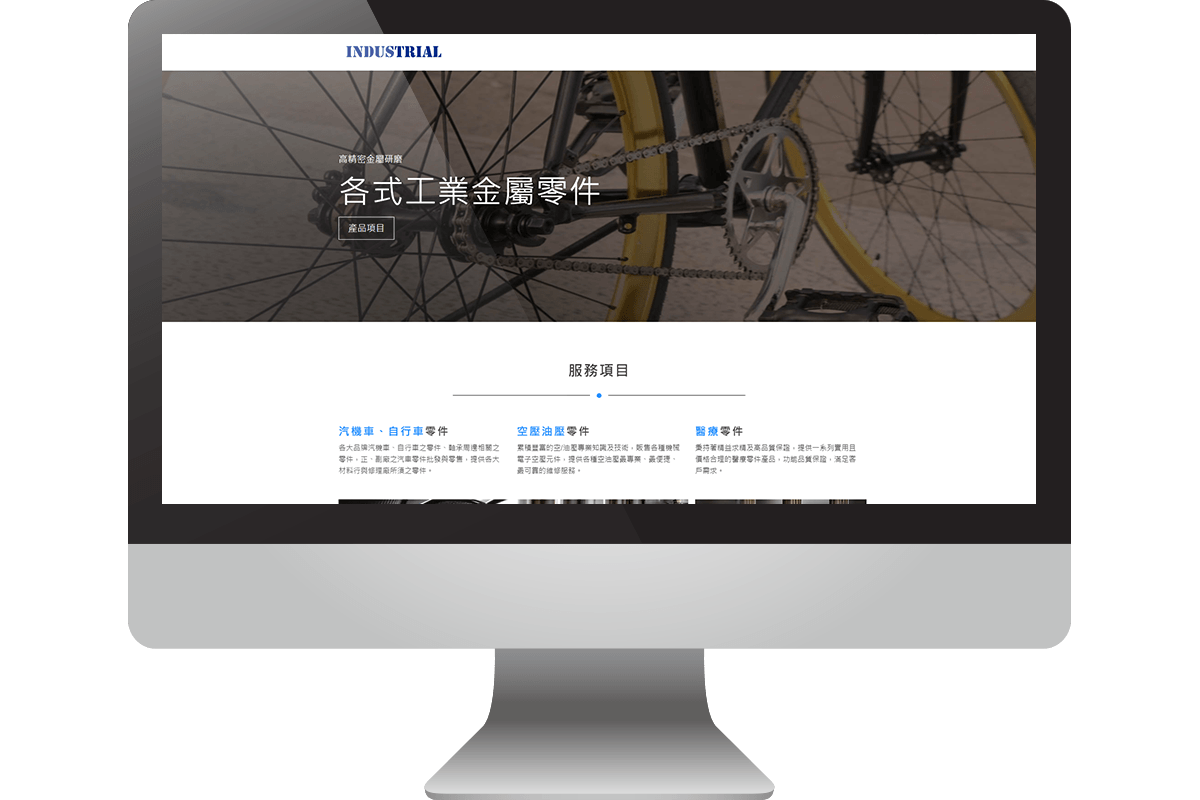 INDUSTRIAL
高精密金屬研磨
各式工業金屬零件
產品項目
服務項目
汽機車、自行車零件
各大品牌汽機車、自行車之零件、軸承周邊相關之
零件，正、副廠之汽車零件批發與零售，提供各大
材料行與修理廠所須之零件。
空壓油壓零件
累積豐富的空/油壓專業知識及技術，販售各種機械
電子空壓元件，提供各種空油壓最專業、最便捷、
最可靠的維修服務。
醫療零件
秉持著精益求精及高品質保證，提供一系列實用且
價格合理的醫療零件產品，功能品質保證，滿足客
戶需求。